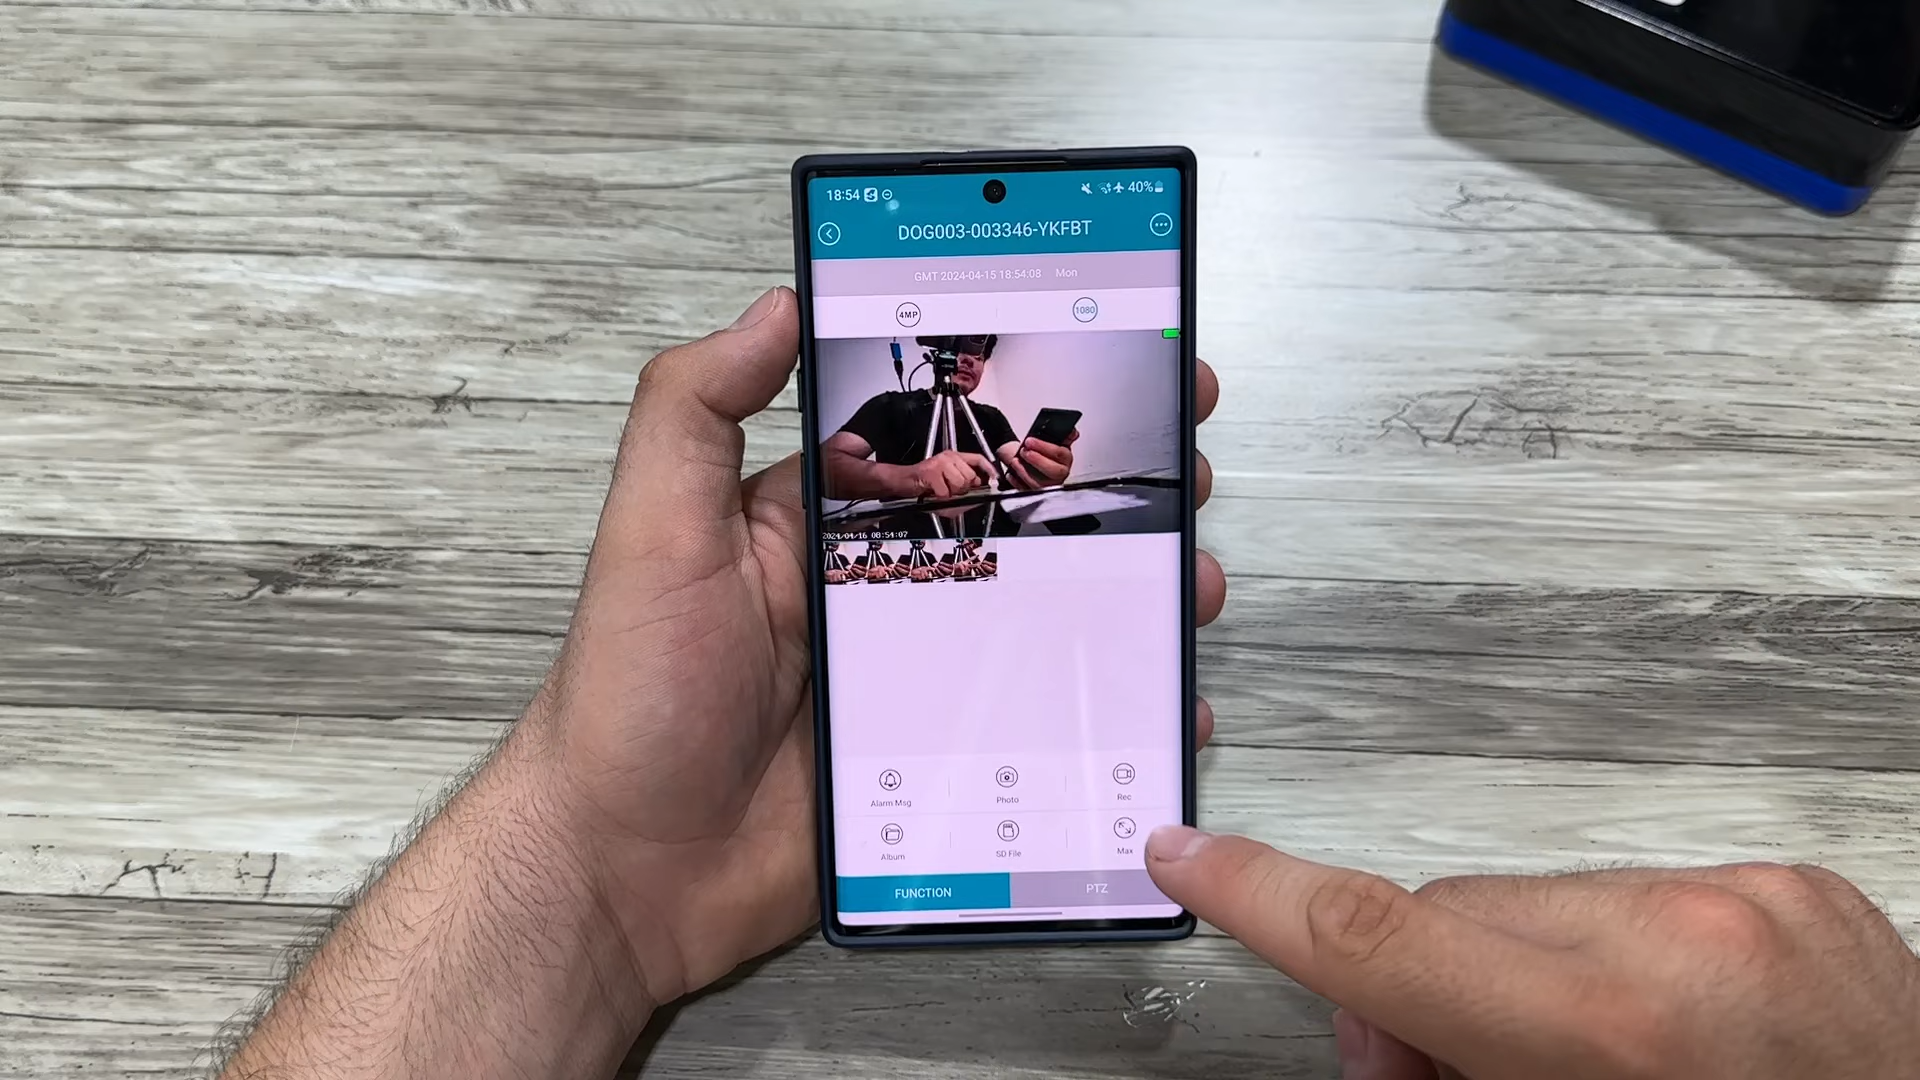 18:54 40%
DOG003-003346-YKFBT
GMT 2024-04-15 18:54:08 Mon
4MP 1080
2024/04/16 00:54:07
Alarm Msg Photo Rec
Album SD File Max
FUNCTION PTZ